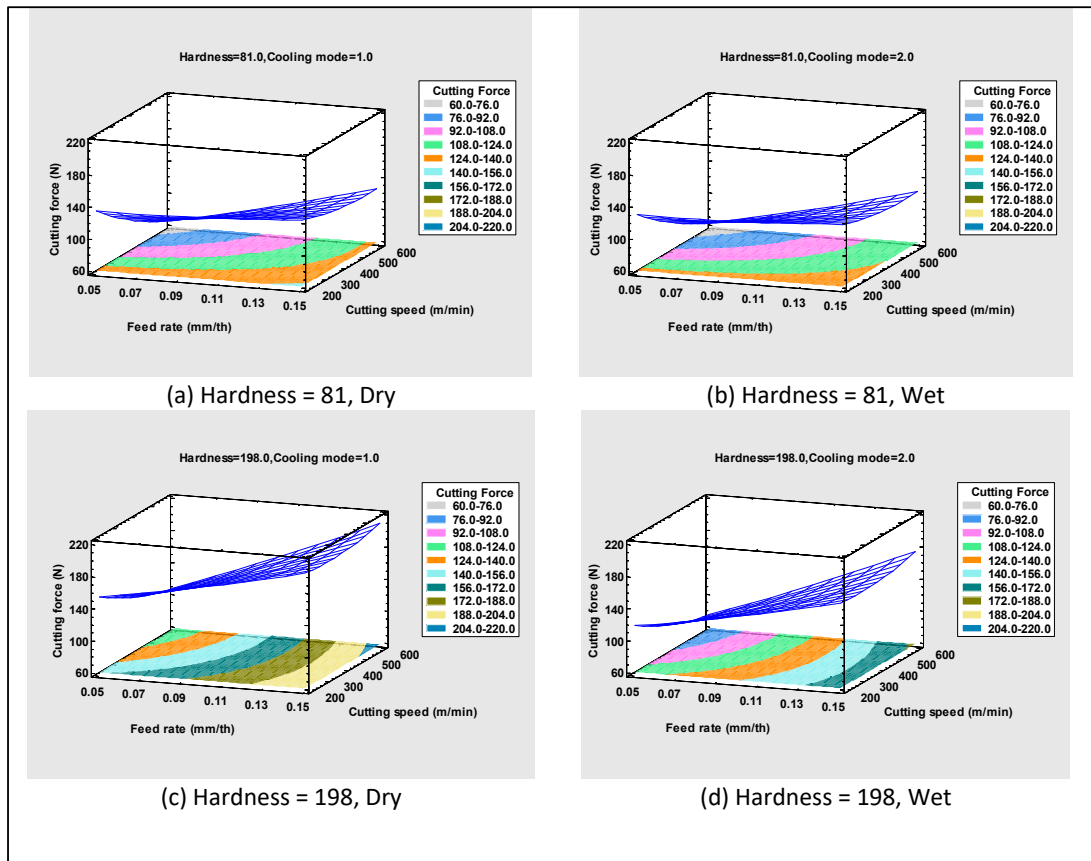 Hardness=81.0,Cooling mode=1.0
Cutting Force
60.0-76.0
76.0-92.0
92.0-108.0
108.0-124.0
124.0-140.0
140.0-156.0
156.0-172.0
172.0-188.0
188.0-204.0
204.0-220.0
220
180
140
100
60
Cutting force (N)
0.05 0.07 0.09 0.11 0.13 0.15
Feed rate (mm/th)
200 300 400 500 600
Cutting speed (m/min)
(a) Hardness = 81, Dry
Hardness=81.0,Cooling mode=2.0
Cutting Force
60.0-76.0
76.0-92.0
92.0-108.0
108.0-124.0
124.0-140.0
140.0-156.0
156.0-172.0
172.0-188.0
188.0-204.0
204.0-220.0
220
180
140
100
60
Cutting force (N)
0.05 0.07 0.09 0.11 0.13 0.15
Feed rate (mm/th)
200 300 400 500 600
Cutting speed (m/min)
(b) Hardness = 81, Wet
Hardness=198.0,Cooling mode=1.0
Cutting Force
60.0-76.0
76.0-92.0
92.0-108.0
108.0-124.0
124.0-140.0
140.0-156.0
156.0-172.0
172.0-188.0
188.0-204.0
204.0-220.0
220
180
140
100
60
Cutting force (N)
0.05 0.07 0.09 0.11 0.13 0.15
Feed rate (mm/th)
200 300 400 500 600
Cutting speed (m/min)
(c) Hardness = 198, Dry
Hardness=198.0,Cooling mode=2.0
Cutting Force
60.0-76.0
76.0-92.0
92.0-108.0
108.0-124.0
124.0-140.0
140.0-156.0
156.0-172.0
172.0-188.0
188.0-204.0
204.0-220.0
220
180
140
100
60
Cutting force (N)
0.05 0.07 0.09 0.11 0.13 0.15
Feed rate (mm/th)
200 300 400 500 600
Cutting speed (m/min)
(d) Hardness = 198, Wet